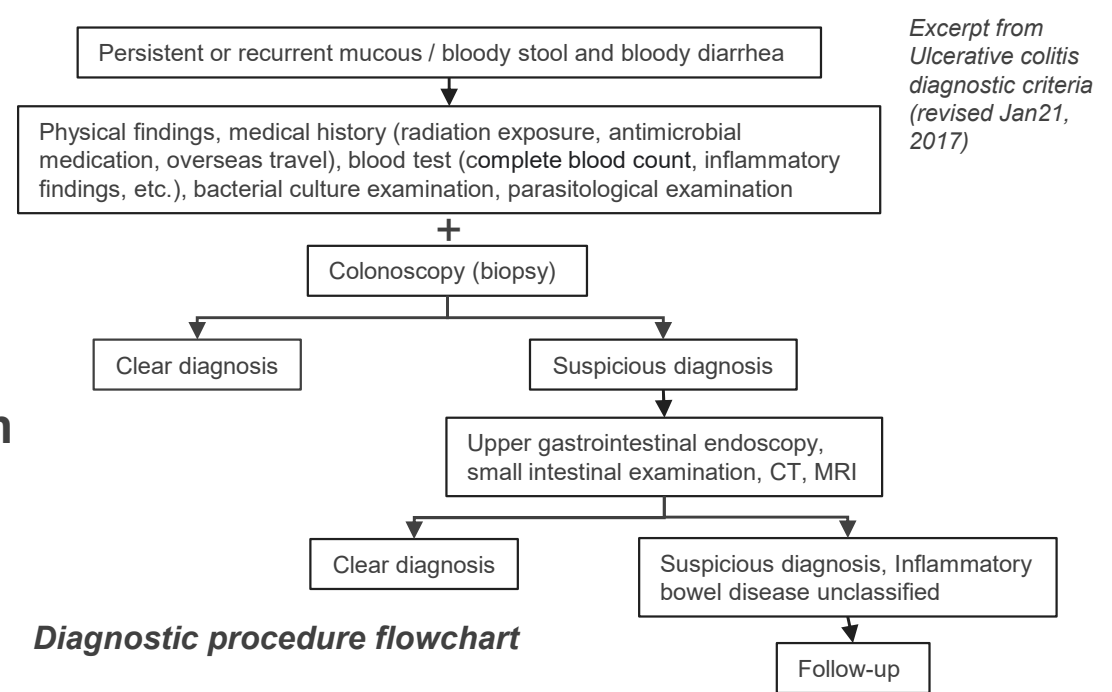 Persistent or recurrent mucous / bloody stool and bloody diarrhea
Excerpt from
Ulcerative colitis
diagnostic criteria
(revised Jan21,
2017)
Physical findings, medical history (radiation exposure, antimicrobial
medication, overseas travel), blood test (complete blood count, inflammatory
findings, etc.), bacterial culture examination, parasitological examination
+
Colonoscopy (biopsy)
Clear diagnosis
Suspicious diagnosis
Upper gastrointestinal endoscopy,
small intestinal examination, CT, MRI
Clear diagnosis
Suspicious diagnosis, Inflammatory
bowel disease unclassified
Diagnostic procedure flowchart
Follow-up